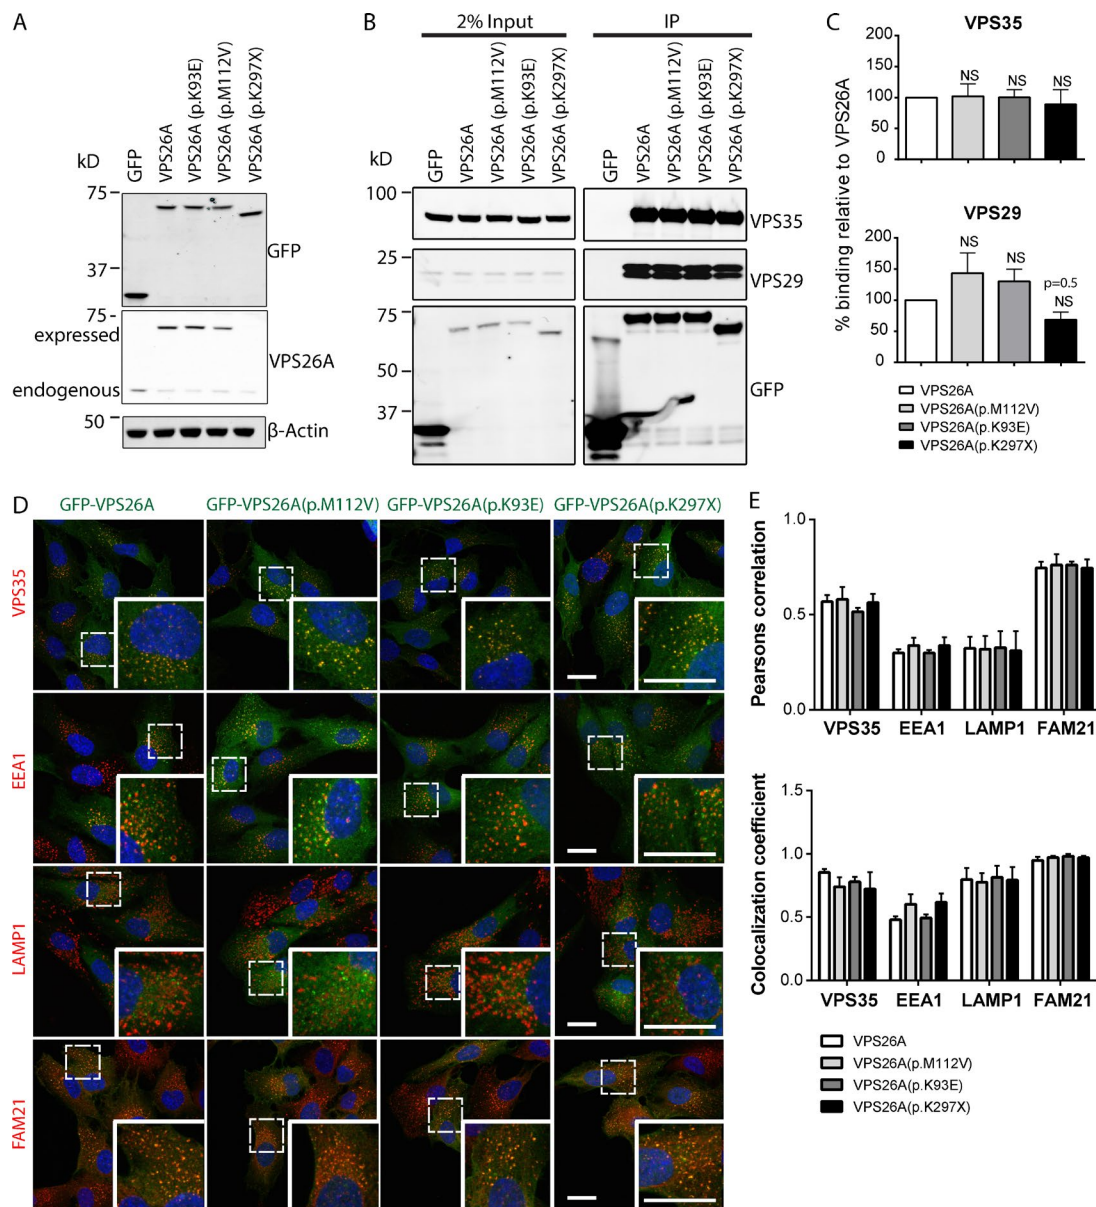 A
GFP
VPS26A
VPS26A(p.K93E)
VPS26A(p.M112V)
VPS26A(p.K297X)
kD
75
37
GFP
75
expressed
endogenous
VPS26A
50
β-Actin
B
2% Input
IP
GFP
VPS26A
VPS26A(p.M112V)
VPS26A(p.K93E)
VPS26A(p.K297X)
GFP
VPS26A
VPS26A(p.M112V)
VPS26A(p.K93E)
VPS26A(p.K297X)
kD
100
VPS35
25
VPS29
75
50
37
GFP
C
% binding relative to VPS26A
VPS35
200
150
100
50
0
NS
NS
NS
VPS29
200
150
100
50
0
NS
NS
p=0.5
NS
VPS26A
VPS26A(p.M112V)
VPS26A(p.K93E)
VPS26A(p.K297X)
D
GFP-VPS26A
GFP-VPS26A(p.M112V)
GFP-VPS26A(p.K93E)
GFP-VPS26A(p.K297X)
VPS35
EEA1
LAMP1
FAM21
E
Pearsons correlation
1.0
0.5
0.0
VPS35 EEA1 LAMP1 FAM21
Colocalization coefficient
1.5
1.0
0.5
0.0
VPS35 EEA1 LAMP1 FAM21
VPS26A
VPS26A(p.M112V)
VPS26A(p.K93E)
VPS26A(p.K297X)